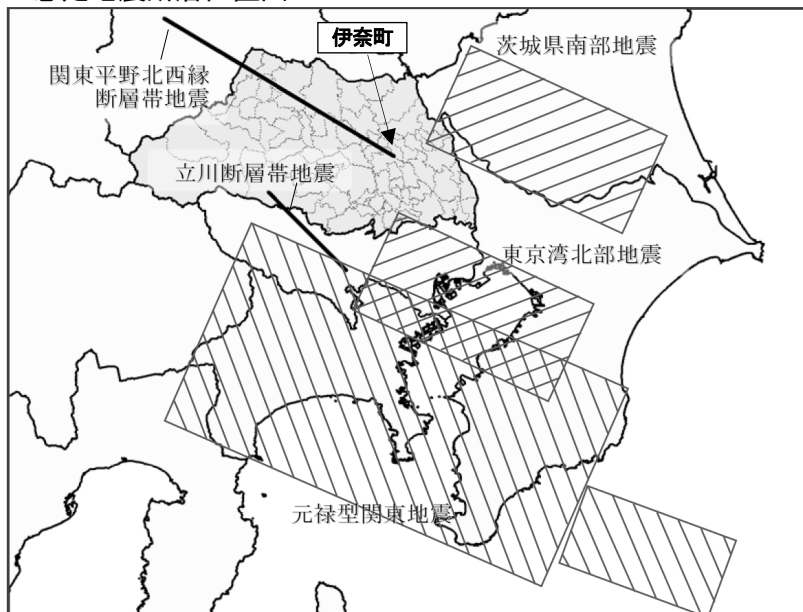 伊奈町
茨城県南部地震
関東平野北西縁
断層帯地震
立川断層帯地震
東京湾北部地震
元禄型関東地震